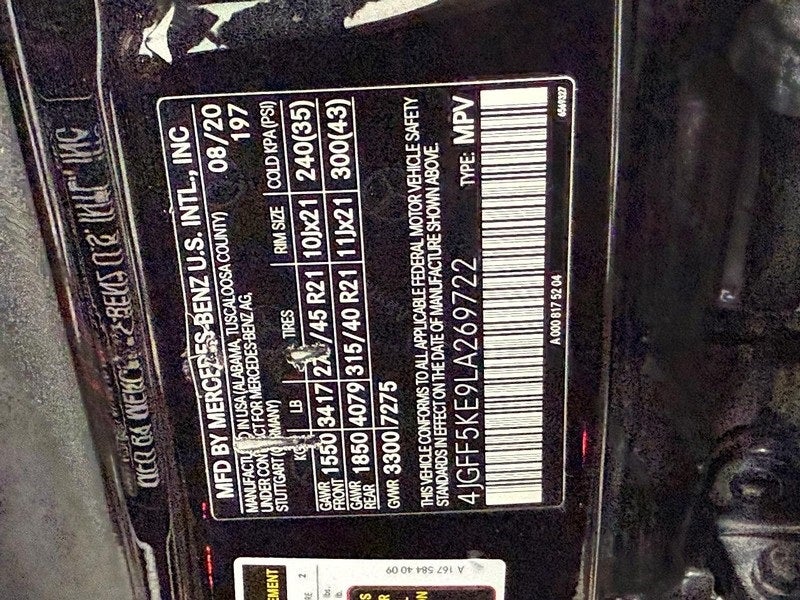 MFD BY MERCEDES-BENZ U.S. INTL., INC
MANUFACTURED IN USA (ALABAMA, TUSCALOOSA COUNTY) 08/20
UNDER CONTRACT FOR MERCEDES-BENZ AG, 197
STUTTGART (GERMANY)
KG LB TIRES RIM SIZE COLD KPA (PSI)
GAWR FRONT 1550 3417 /45 R21 10Jx21 240(35)
GAWR REAR 1850 4079 315/40 R21 11Jx21 300(43)
GVWR 3300 7275
THIS VEHICLE CONFORMS TO ALL APPLICABLE FEDERAL MOTOR VEHICLE SAFETY
STANDARDS IN EFFECT ON THE DATE OF MANUFACTURE SHOWN ABOVE.
4JGFF5KE9LA269722 TYPE: MPV
A 000 817 52 04
A 167 584 40 09